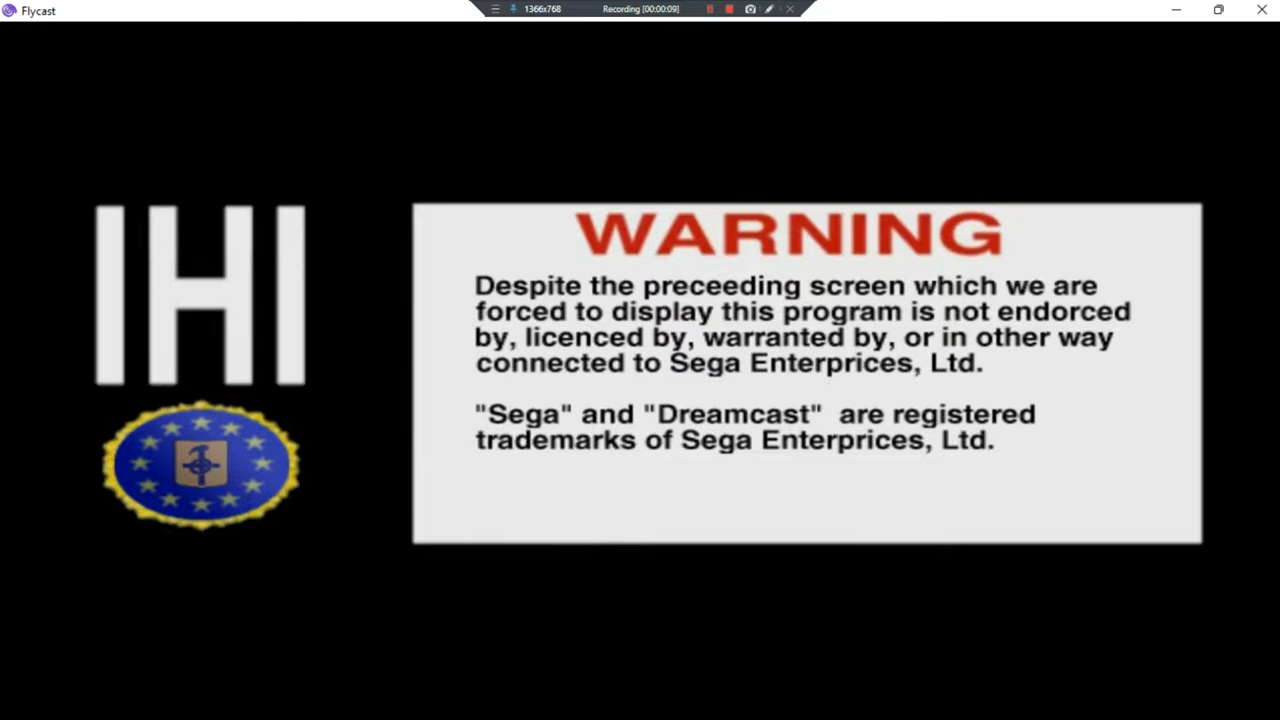 Flycast
1366x768
Recording [00:00:09]
IHI
WARNING
Despite the preceeding screen which we are
forced to display this program is not endorced
by, licenced by, warranted by, or in other way
connected to Sega Enterprices, Ltd.
"Sega" and "Dreamcast" are registered
trademarks of Sega Enterprices, Ltd.